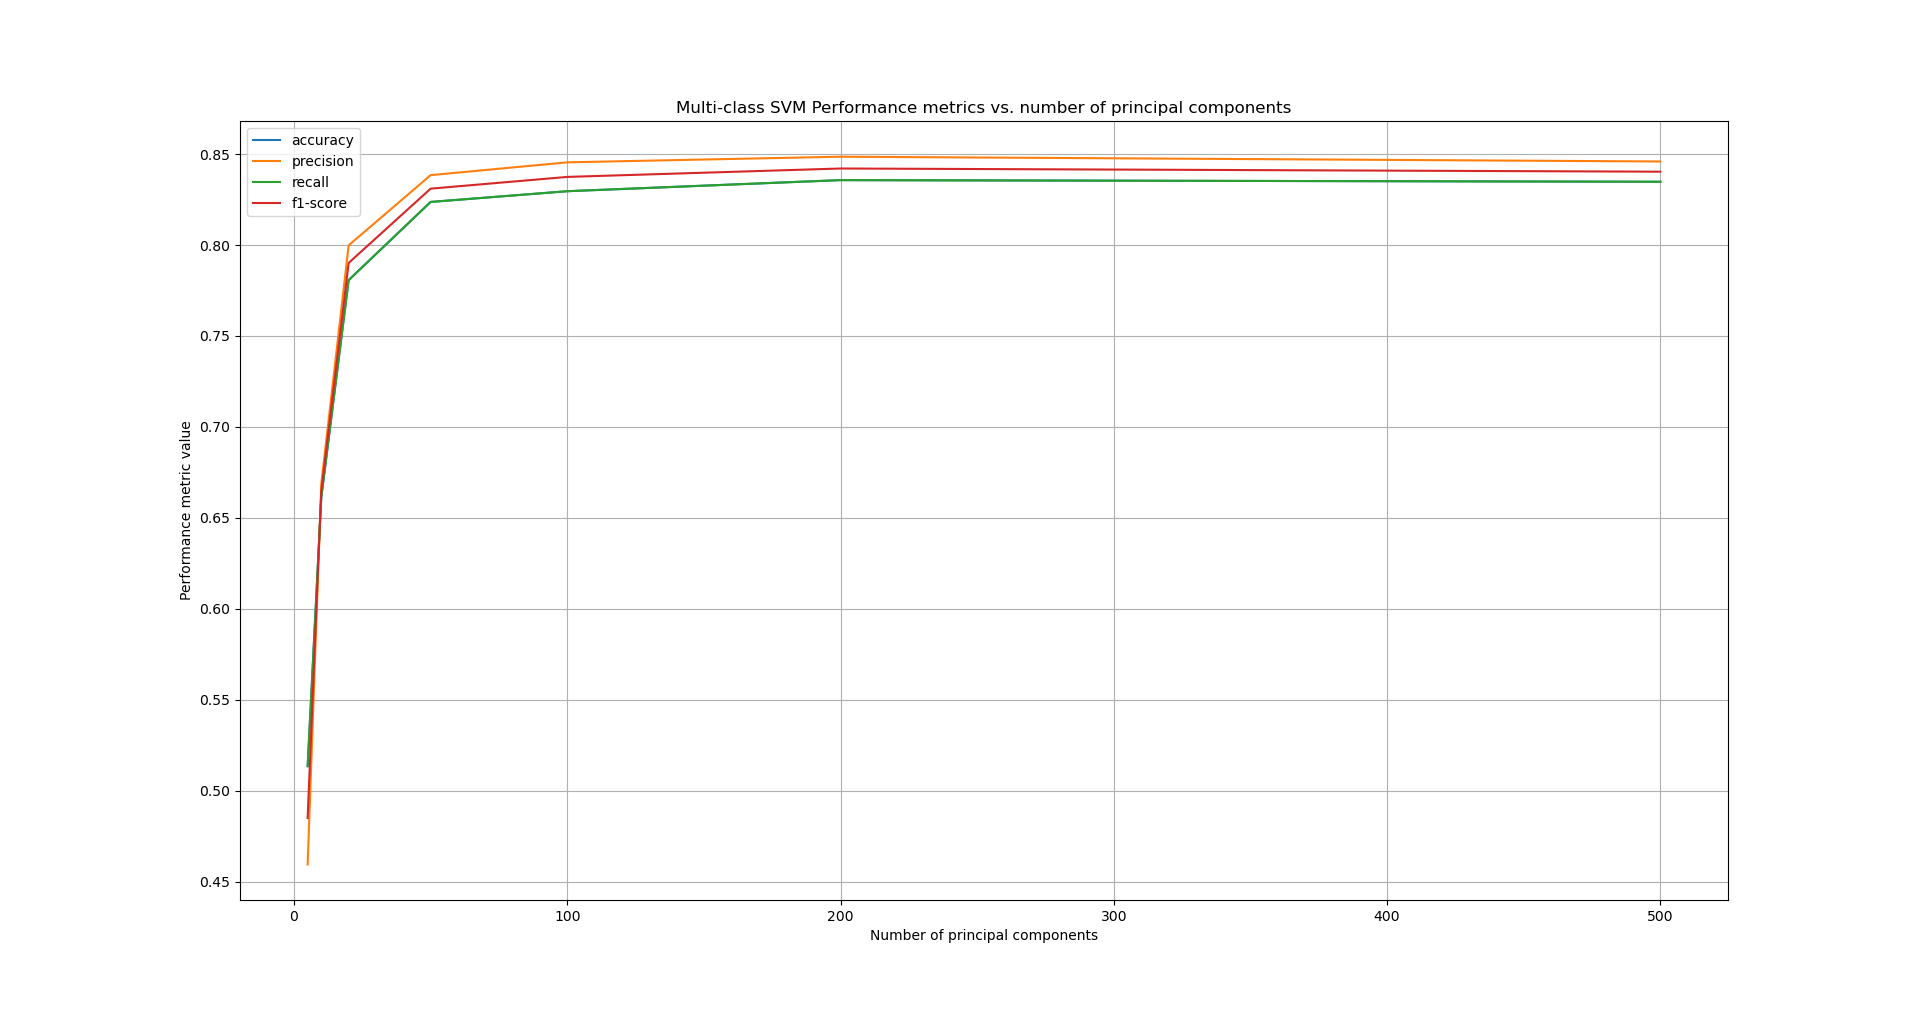 Multi-class SVM Performance metrics vs. number of principal components
accuracy
precision
recall
f1-score
0.85
0.80
0.75
0.70
0.65
0.60
0.55
0.50
0.45
Performance metric value
0 100 200 300 400 500
Number of principal components